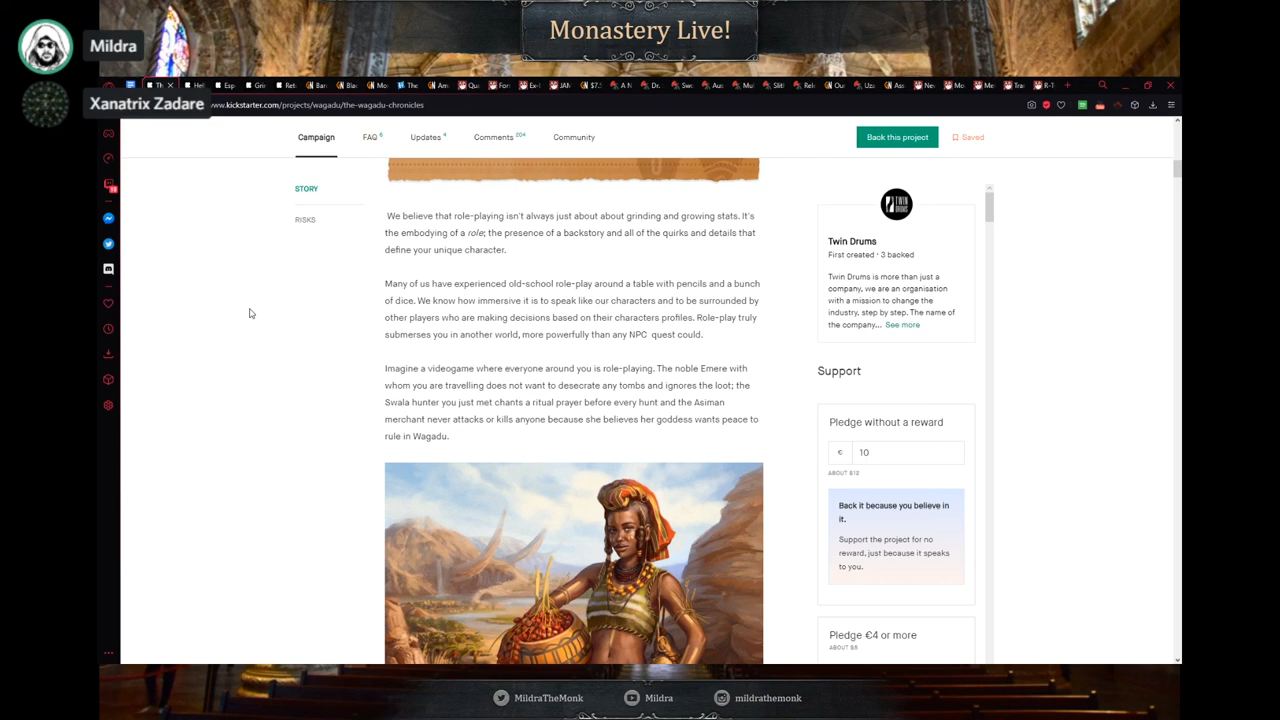 Monastery Live!
Mildra
Xanatrix Zadare
www.kickstarter.com/projects/wagadu/the-wagadu-chronicles
Campaign
FAQ 6
Updates 4
Comments 204
Community
Back this project
Saved
STORY
RISKS
We believe that role-playing isn't always just about about grinding and growing stats. It's
the embodying of a role; the presence of a backstory and all of the quirks and details that
define your unique character.
Many of us have experienced old-school role-play around a table with pencils and a bunch
of dice. We know how immersive it is to speak like our characters and to be surrounded by
other players who are making decisions based on their characters profiles. Role-play truly
submerses you in another world, more powerfully than any NPC quest could.
Imagine a videogame where everyone around you is role-playing. The noble Emere with
whom you are travelling does not want to desecrate any tombs and ignores the loot; the
Swala hunter you just met chants a ritual prayer before every hunt and the Asiman
merchant never attacks or kills anyone because she believes her goddess wants peace to
rule in Wagadu.
TWIN
DRUMS
Twin Drums
First created · 3 backed
Twin Drums is more than just a
company, we are an organisation
with a mission to change the
industry, step by step. The name of
the company... See more
Support
Pledge without a reward
€ 10
ABOUT $12
Back it because you believe in
it.
Support the project for no
reward, just because it speaks
to you.
Pledge €4 or more
ABOUT $5
MildraTheMonk
Mildra
mildrathemonk